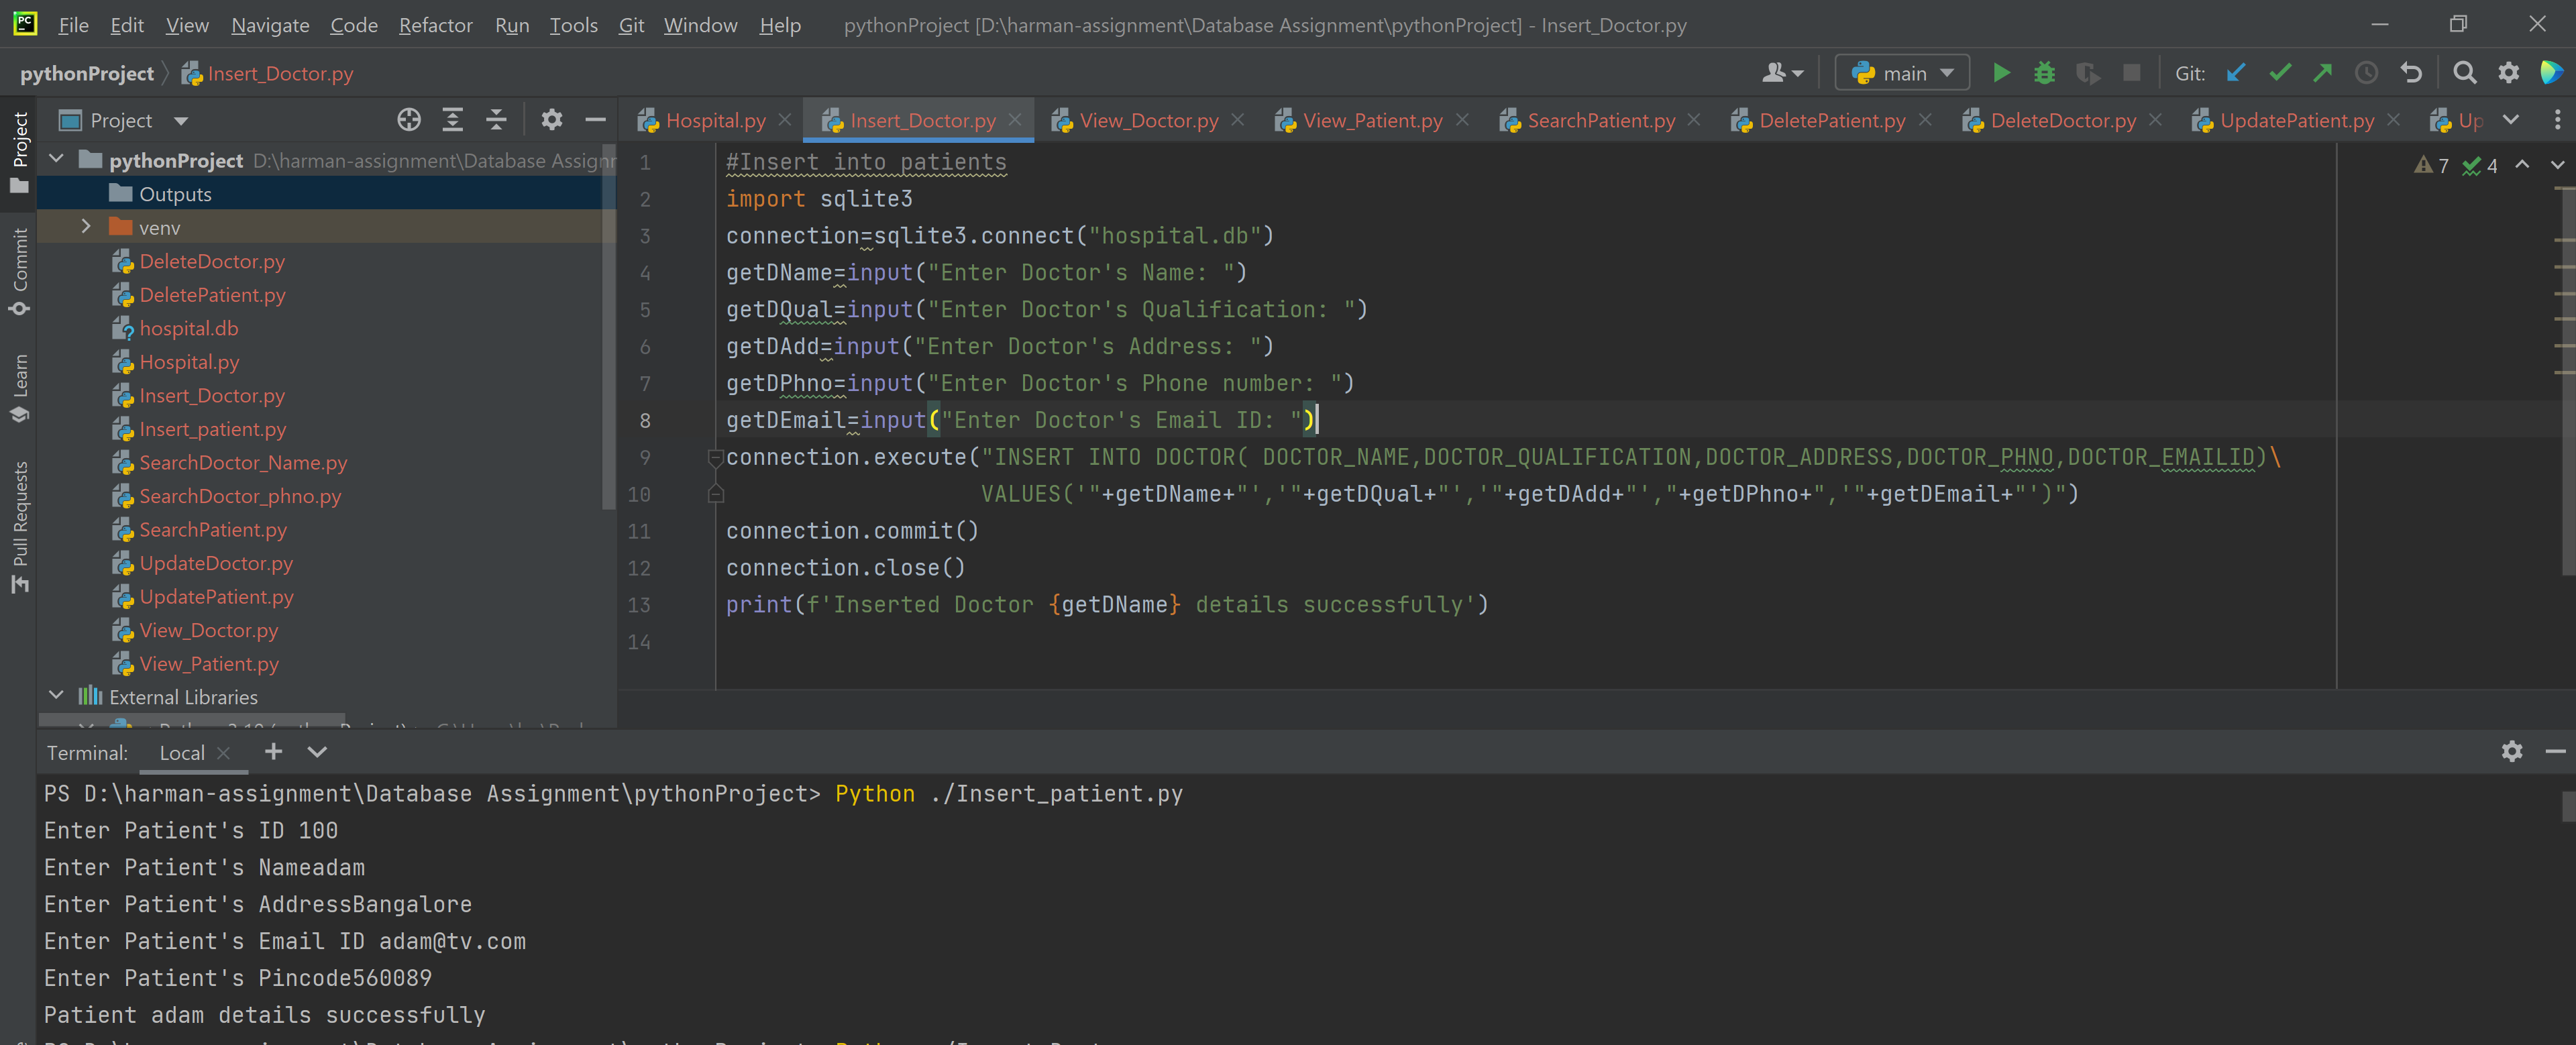 PC File Edit View Navigate Code Refactor Run Tools Git Window Help pythonProject [D:\harman-assignment\Database Assignment\pythonProject] - Insert_Doctor.py
pythonProject Insert_Doctor.py main Git:
Project
Commit
Learn
Pull Requests
Project
pythonProject D:\harman-assignment\Database Assignr
Outputs
venv
DeleteDoctor.py
DeletePatient.py
hospital.db
Hospital.py
Insert_Doctor.py
Insert_patient.py
SearchDoctor_Name.py
SearchDoctor_phno.py
SearchPatient.py
UpdateDoctor.py
UpdatePatient.py
View_Doctor.py
View_Patient.py
External Libraries
Hospital.py Insert_Doctor.py View_Doctor.py View_Patient.py SearchPatient.py DeletePatient.py DeleteDoctor.py UpdatePatient.py Up
7 4
1 #Insert into patients
2 import sqlite3
3 connection=sqlite3.connect("hospital.db")
4 getDName=input("Enter Doctor's Name: ")
5 getDQual=input("Enter Doctor's Qualification: ")
6 getDAdd=input("Enter Doctor's Address: ")
7 getDPhno=input("Enter Doctor's Phone number: ")
8 getDEmail=input("Enter Doctor's Email ID: ")
9 connection.execute("INSERT INTO DOCTOR( DOCTOR_NAME,DOCTOR_QUALIFICATION,DOCTOR_ADDRESS,DOCTOR_PHNO,DOCTOR_EMAILID)\
10 VALUES('"+getDName+"','"+getDQual+"','"+getDAdd+"',"+getDPhno+",'"+getDEmail+"')")
11 connection.commit()
12 connection.close()
13 print(f'Inserted Doctor {getDName} details successfully')
14
Terminal: Local
PS D:\harman-assignment\Database Assignment\pythonProject> Python ./Insert_patient.py
Enter Patient's ID 100
Enter Patient's Nameadam
Enter Patient's AddressBangalore
Enter Patient's Email ID adam@tv.com
Enter Patient's Pincode560089
Patient adam details successfully